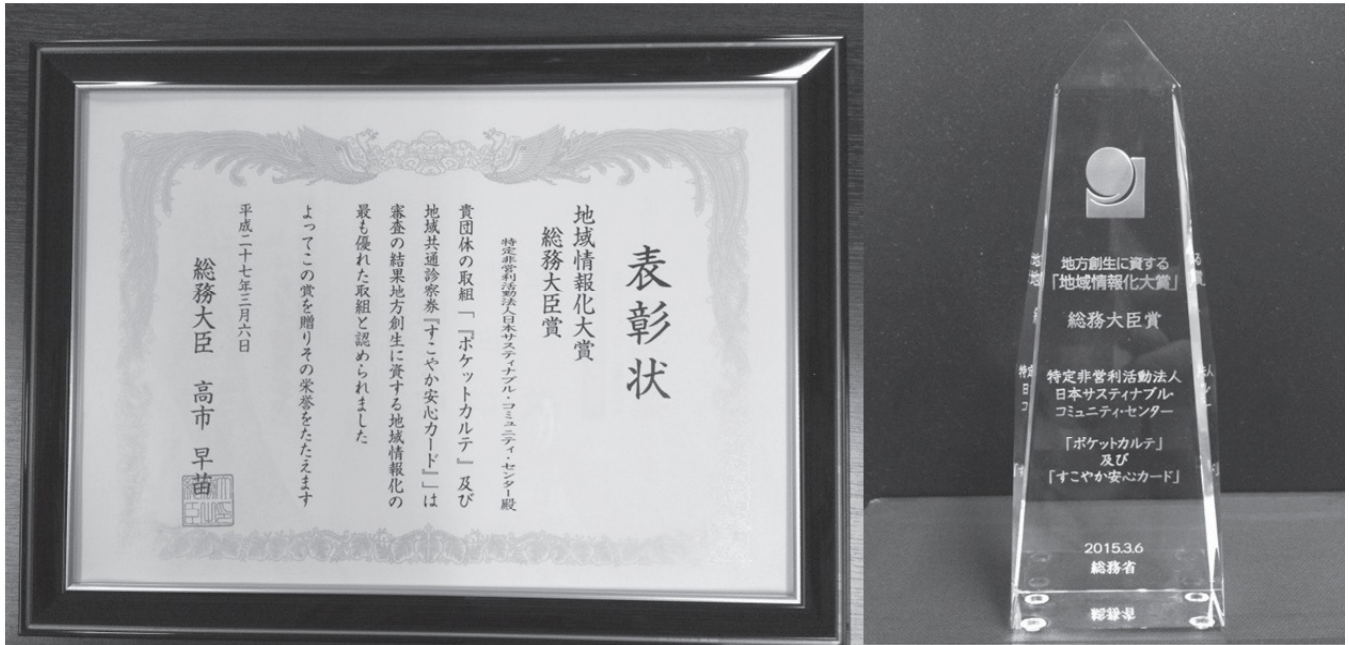 表彰状
地域情報化大賞
総務大臣賞
特定非営利活動法人日本サスティナブル・コミュニティ・センター殿
貴団体の取組「『ポケットカルテ』及び
地域共通診察券『すこやか安心カード』」は
審査の結果地方創生に資する地域情報化の
最も優れた取組と認められました
よってこの賞を贈りその栄誉をたたえます
平成二十七年三月六日
総務大臣 高市 早苗
地方創生に資する
「地域情報化大賞」
総務大臣賞
特定非営利活動法人
日本サスティナブル・
コミュニティ・センター
「ポケットカルテ」
及び
「すこやか安心カード」
2015.3.6
総務省